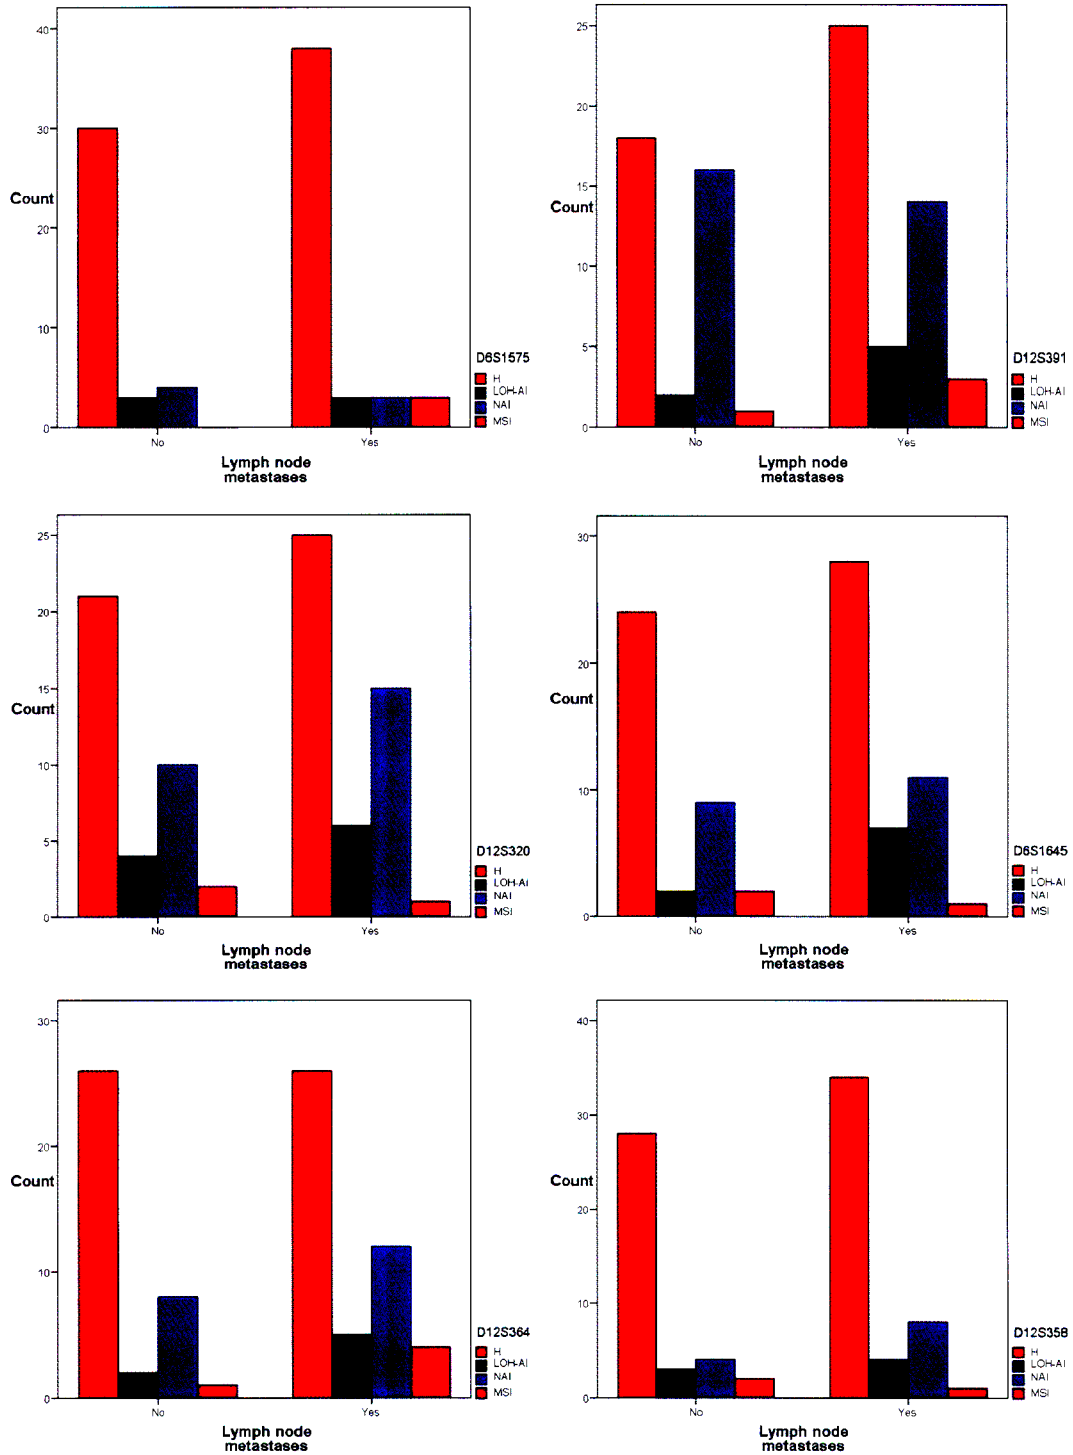 40
30
Count
20
10
0
No
Yes
Lymph node
metastases
D6S1575
H
LOH-AI
NAI
MSI
25
20
15
Count
10
5
0
No
Yes
Lymph node
metastases
D12S391
H
LOH-AI
NAI
MSI
25
20
15
Count
10
5
0
No
Yes
Lymph node
metastases
D12S320
H
LOH-AI
NAI
MSI
30
20
Count
10
0
No
Yes
Lymph node
metastases
D6S1645
H
LOH-AI
NAI
MSI
30
20
Count
10
0
No
Yes
Lymph node
metastases
D12S364
H
LOH-AI
NAI
MSI
40
30
Count
20
10
0
No
Yes
Lymph node
metastases
D12S358
H
LOH-AI
NAI
MSI